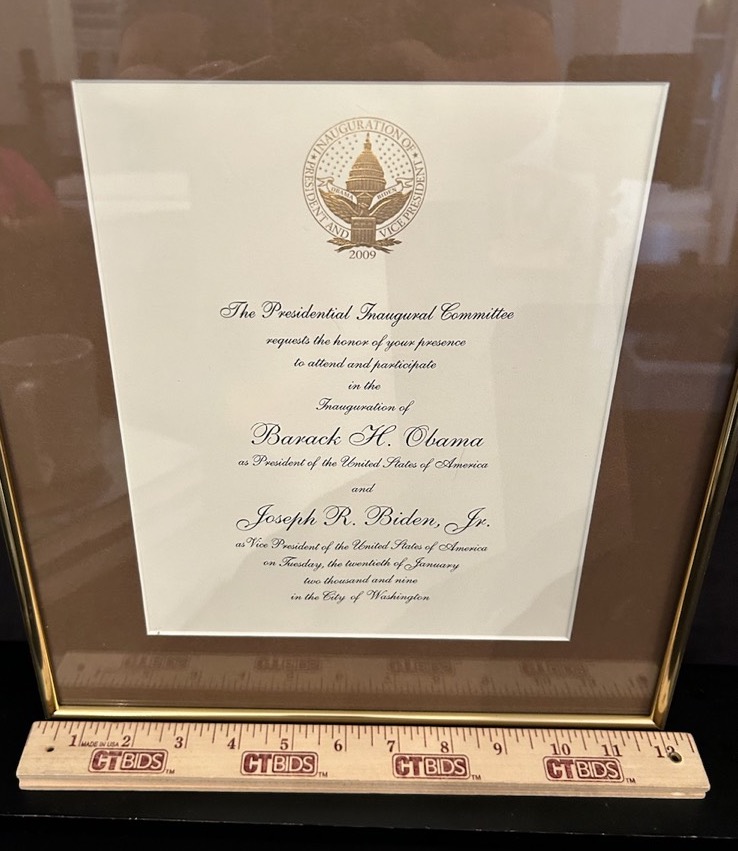 INAUGURATION OF
PRESIDENT AND VICE PRESIDENT
OBAMA BIDEN
2009
The Presidential Inaugural Committee
requests the honor of your presence
to attend and participate
in the
Inauguration of
Barack H. Obama
as President of the United States of America
and
Joseph R. Biden, Jr.
as Vice President of the United States of America
on Tuesday, the twentieth of January
two thousand and nine
in the City of Washington
1 MADE IN USA 2 3 4 5 6 7 8 9 10 11 12
CTBIDS™ CTBIDS™ CTBIDS™ CTBIDS™